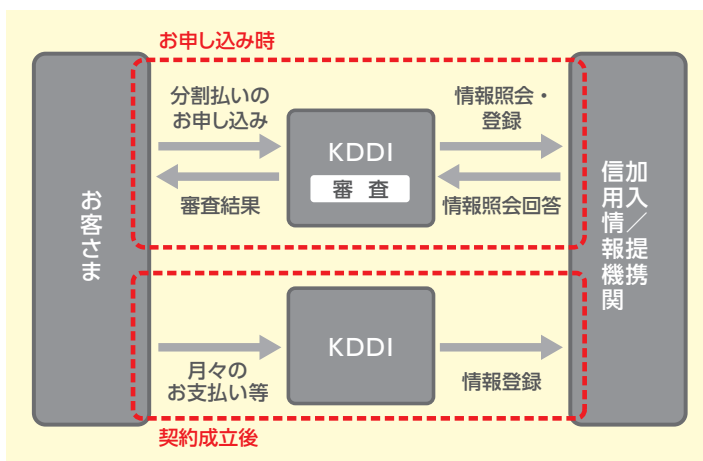 お申し込み時
お客さま
分割払いの
お申し込み
審査結果
KDDI
審 査
情報照会・
登録
情報照会回答
加入/提携
信用情報機関
月々の
お支払い等
KDDI
情報登録
契約成立後